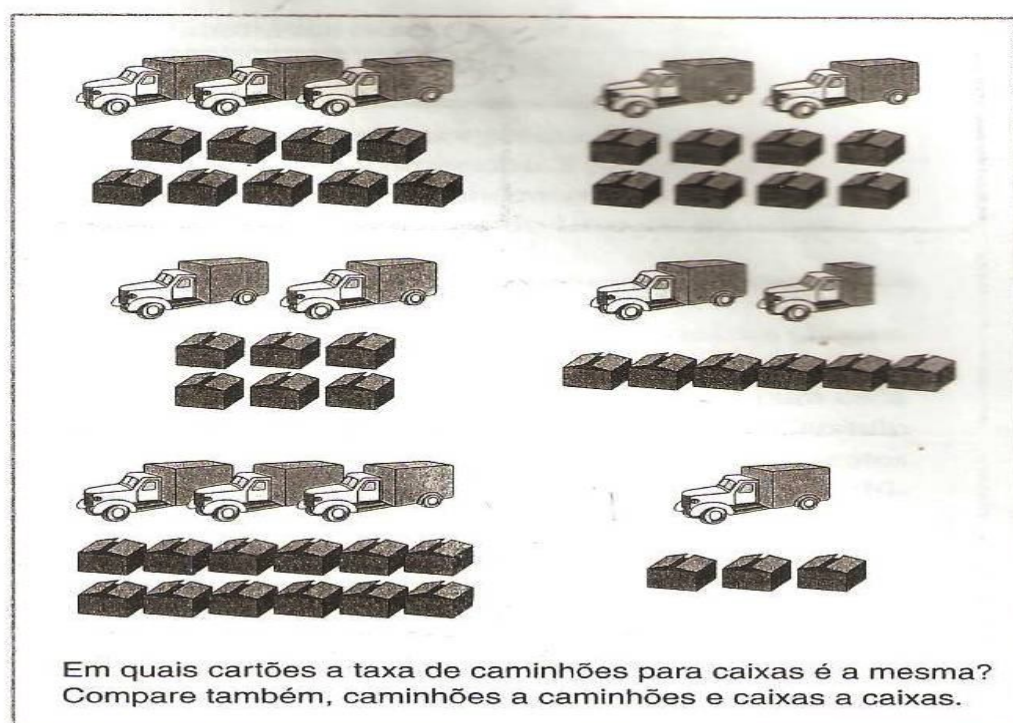 Em quais cartões a taxa de caminhões para caixas é a mesma?
Compare também, caminhões a caminhões e caixas a caixas.